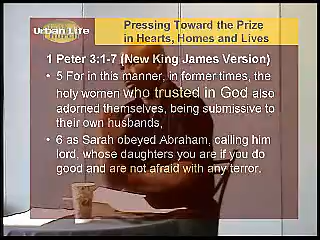 Urban Life
Church
Pressing Toward the Prize
in Hearts, Homes and Lives
1 Peter 3:1-7 (New King James Version)
• 5 For in this manner, in former times, the
holy women who trusted in God also
adorned themselves, being submissive to
their own husbands,
• 6 as Sarah obeyed Abraham, calling him
lord, whose daughters you are if you do
good and are not afraid with any terror.